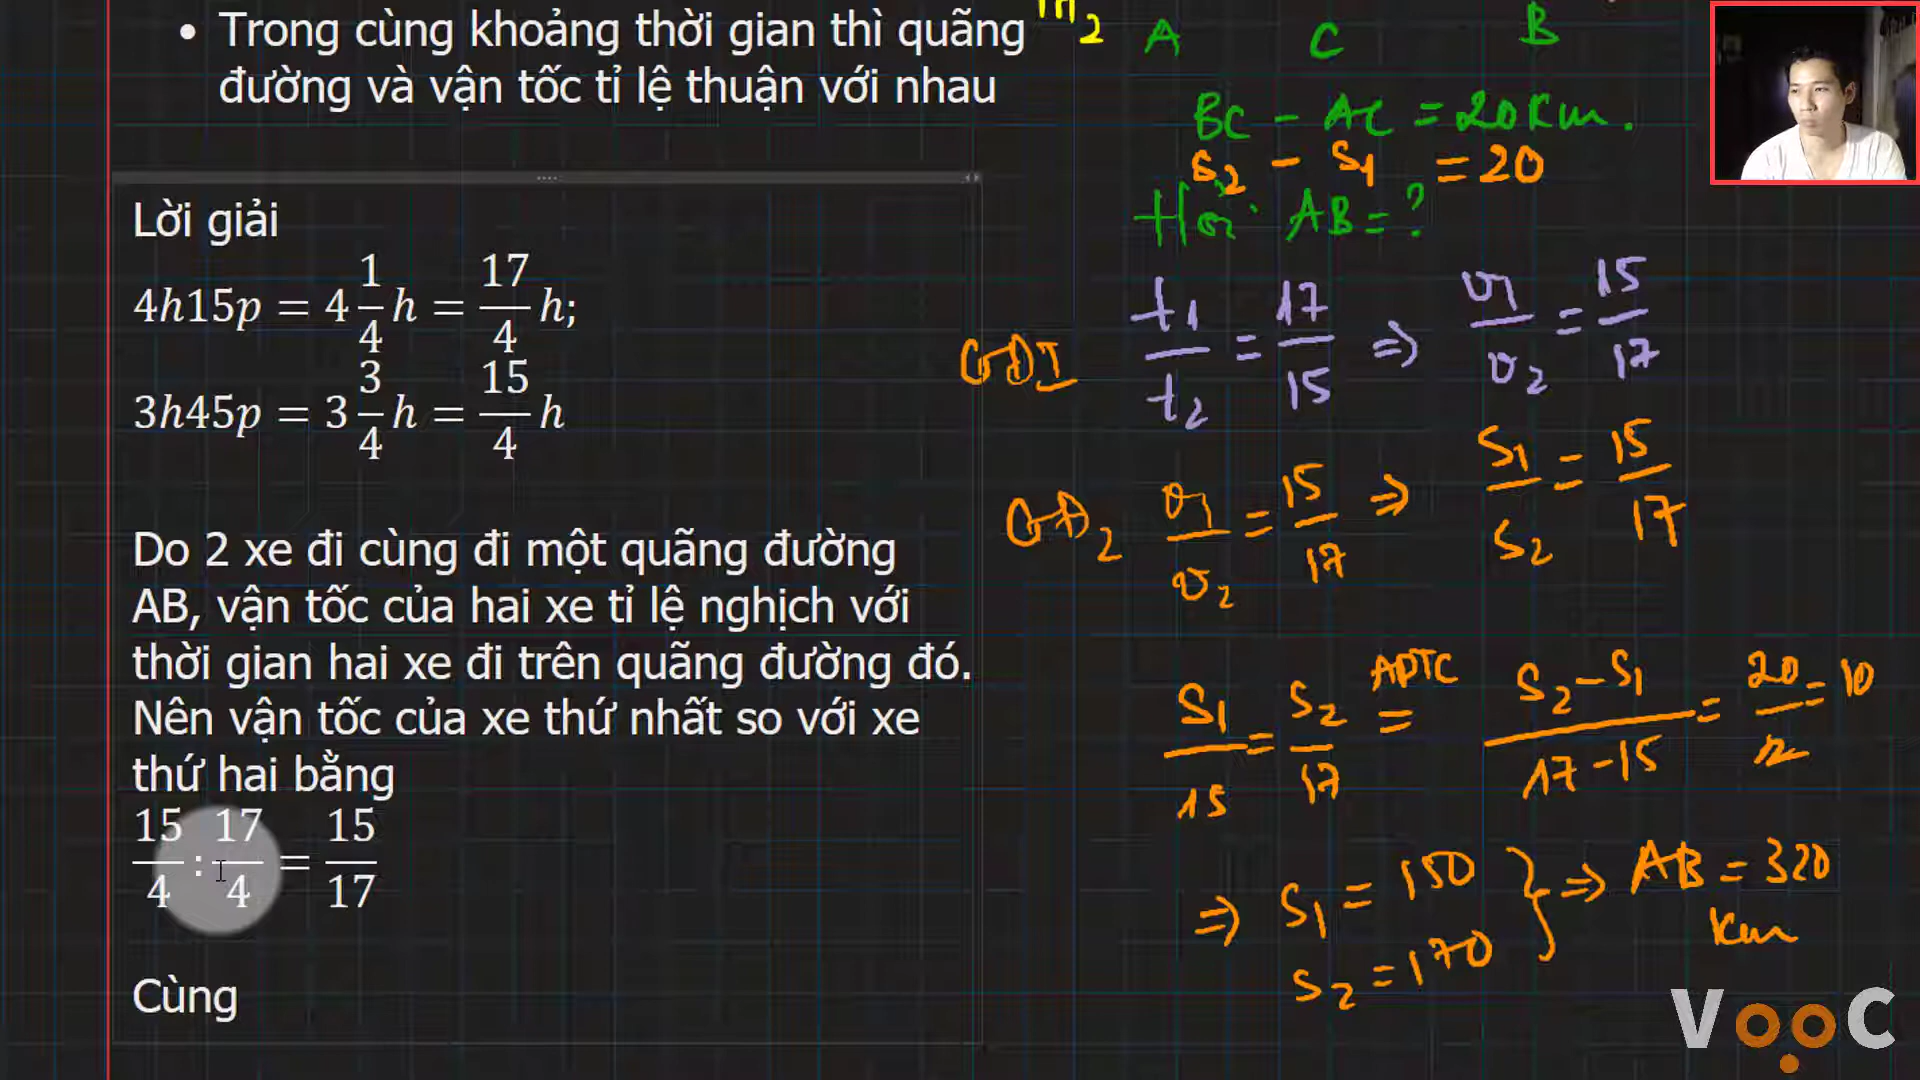 • Trong cùng khoảng thời gian thì quãng
đường và vận tốc tỉ lệ thuận với nhau
Lời giải
4h15p = 4 1/4 h = 17/4 h;
3h45p = 3 3/4 h = 15/4 h
Do 2 xe đi cùng đi một quãng đường
AB, vận tốc của hai xe tỉ lệ nghịch với
thời gian hai xe đi trên quãng đường đó.
Nên vận tốc của xe thứ nhất so với xe
thứ hai bằng
15/4 : 17/4 = 15/17
Cùng
A C B
BC - AC = 20 Km.
S2 - S1 = 20
Hỏi AB = ?
GĐI t1/t2 = 17/15 => v1/v2 = 15/17
GĐ2 v1/v2 = 15/17 => S1/S2 = 15/17
S1/15 = S2/17 = ADTC S2-S1/17-15 = 20/2 = 10
=> S1 = 150
S2 = 170 } => AB = 320
Km
VooC